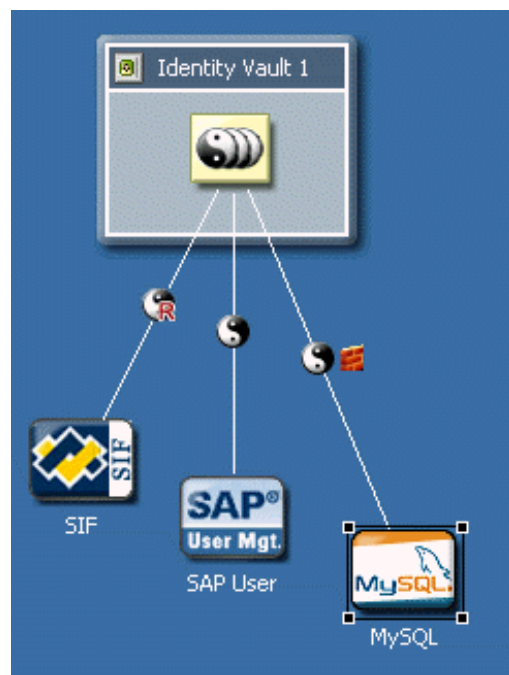 Identity Vault 1
R
SIF
SIF
SAP®
User Mgt.
SAP User
MySQL
MySQL